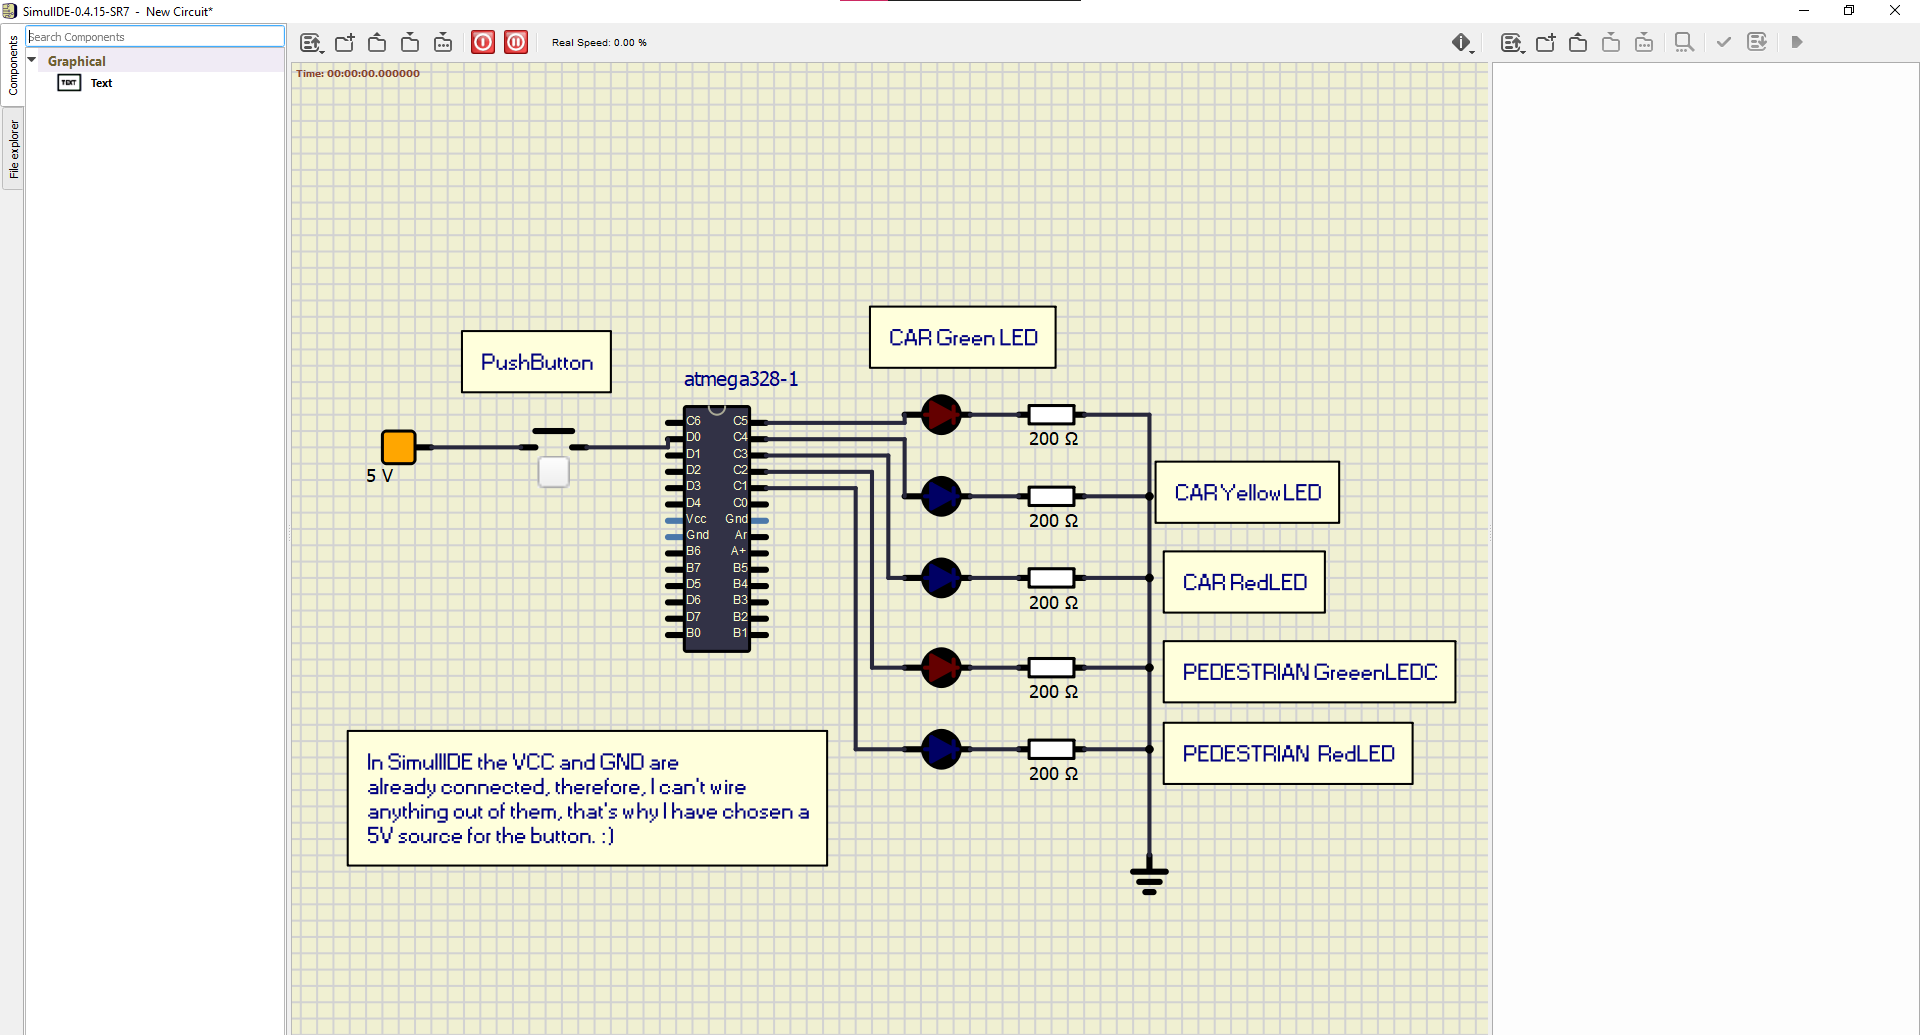 SimulIDE-0.4.15-SR7 - New Circuit*
Components
File explorer
Search Components
Graphical
TEXT Text
Real Speed: 0.00 %
Time: 00:00:00.000000
CAR Green LED
PushButton
atmega328-1
5 V
C6 C5
D0 C4
D1 C3
D2 C2
D3 C1
D4 C0
Vcc Gnd
Gnd Ar
B6 A+
B7 B5
D5 B4
D6 B3
D7 B2
B0 B1
200 Ω
200 Ω
200 Ω
200 Ω
200 Ω
CAR YellowLED
CAR RedLED
PEDESTRIAN GreeenLEDC
PEDESTRIAN RedLED
In SimullIDE the VCC and GND are
already connected, therefore, I can't wire
anything out of them, that's why I have chosen a
5V source for the button. :)